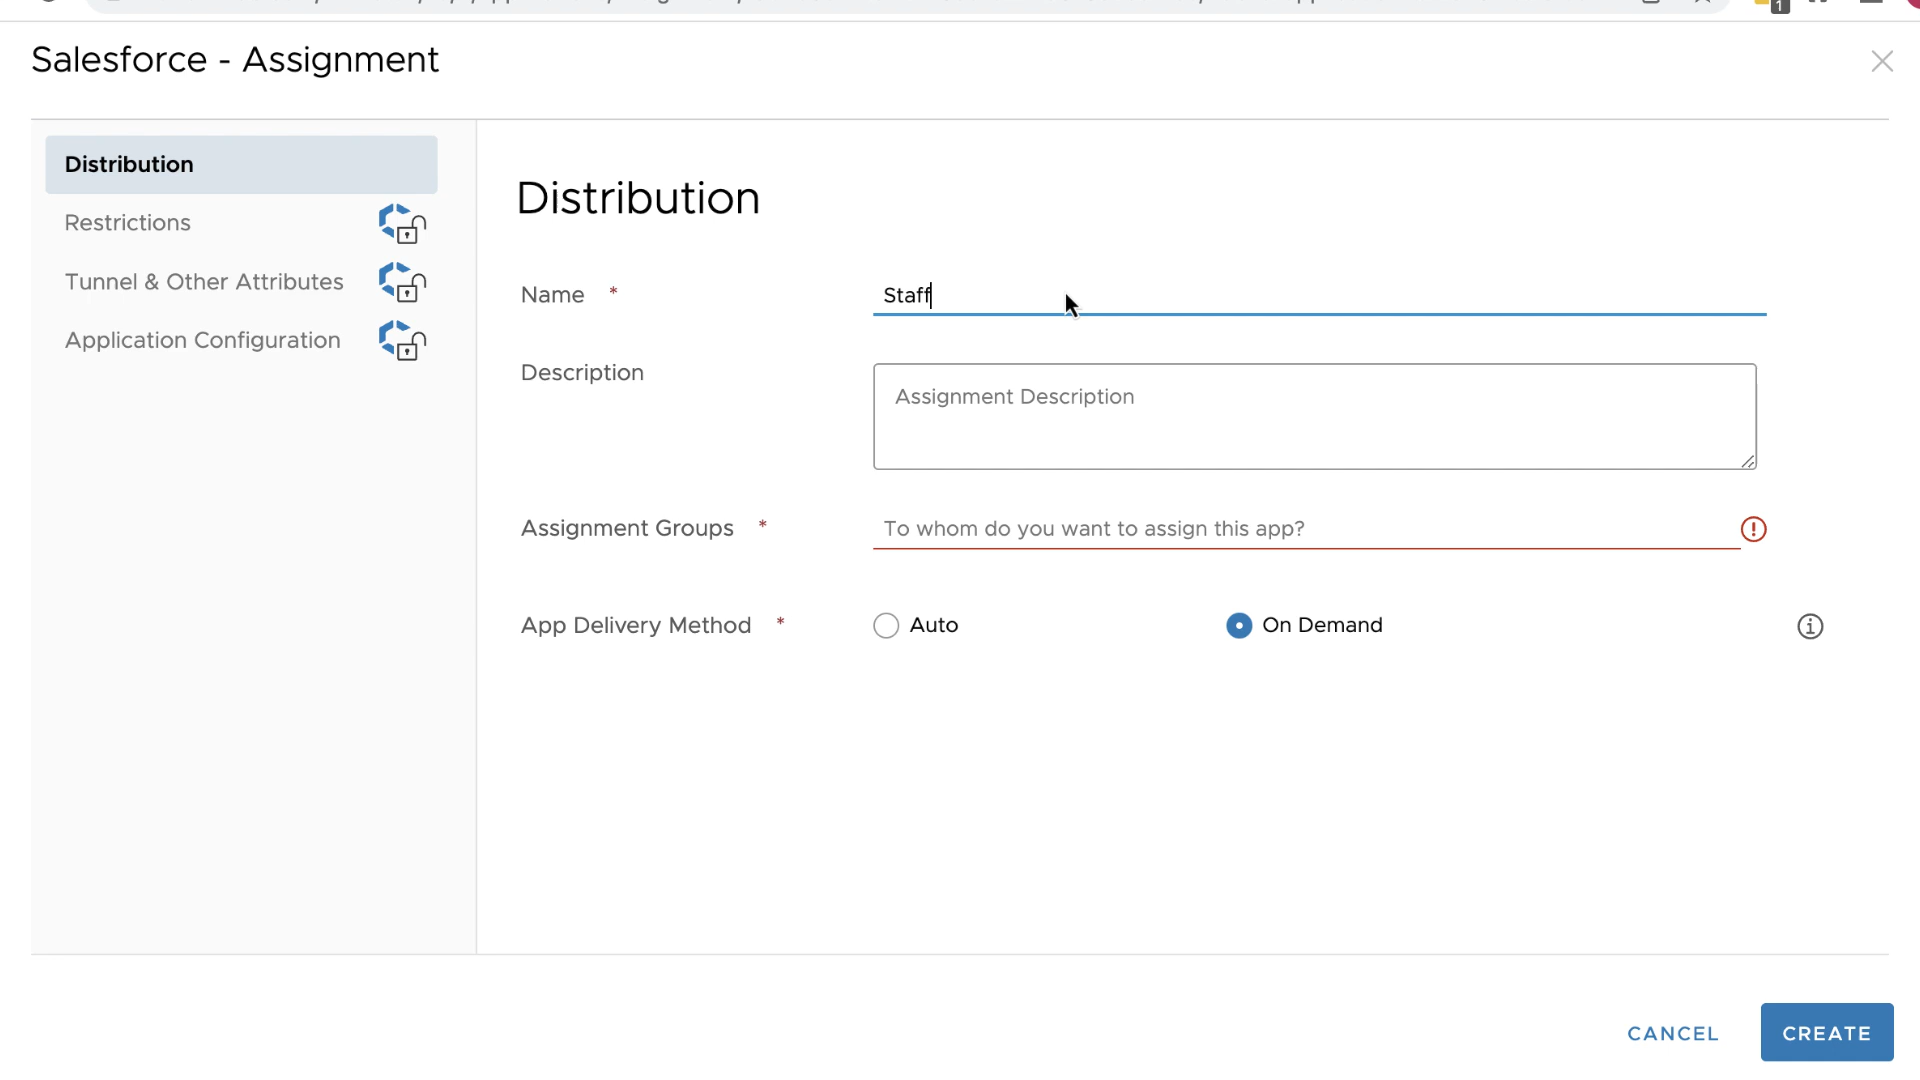 1
Salesforce - Assignment
Distribution
Restrictions
Tunnel & Other Attributes
Application Configuration
Distribution
Name *
Staff
Description
Assignment Description
Assignment Groups *
To whom do you want to assign this app?
App Delivery Method *
Auto
On Demand
CANCEL
CREATE